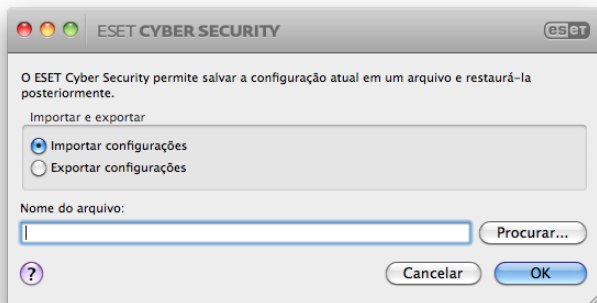 ESET CYBER SECURITY
eset
O ESET Cyber Security permite salvar a configuração atual em um arquivo e restaurá-la
posteriormente.
Importar e exportar
Importar configurações
Exportar configurações
Nome do arquivo:
Procurar...
?
Cancelar
OK